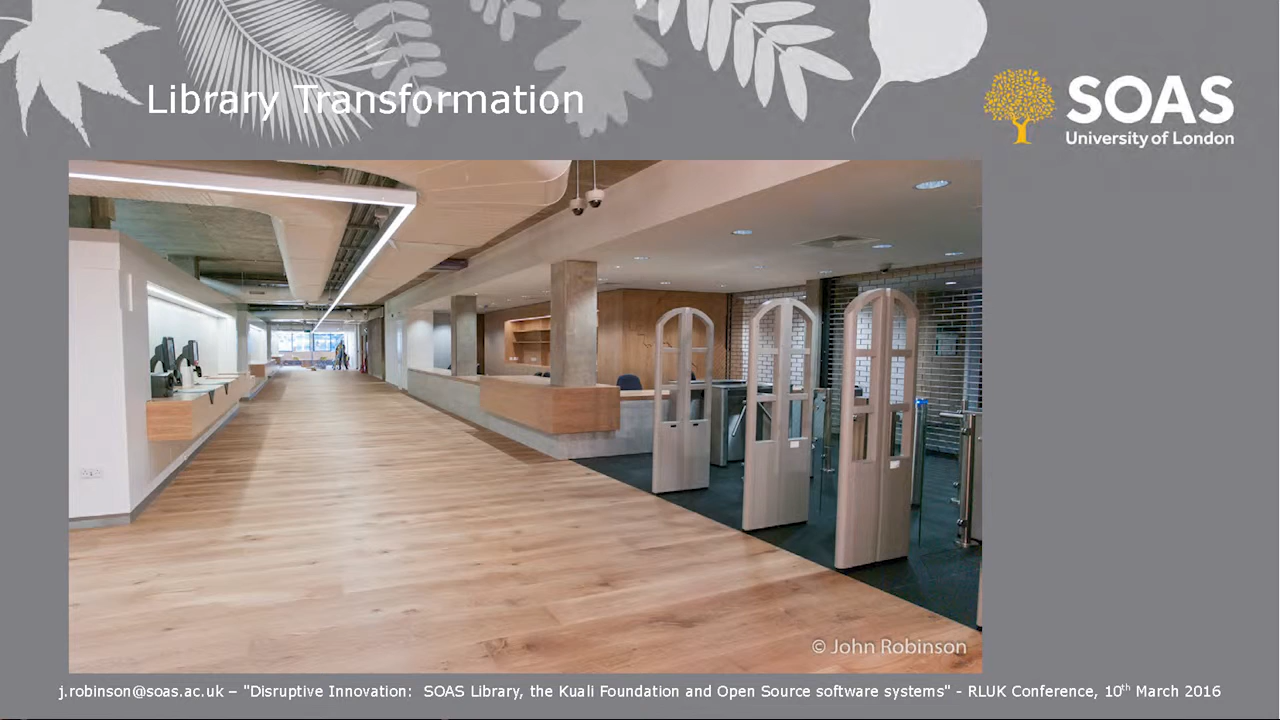 Library Transformation
SOAS
University of London
© John Robinson
j.robinson@soas.ac.uk – "Disruptive Innovation:  SOAS Library, the Kuali Foundation and Open Source software systems" - RLUK Conference, 10th March 2016